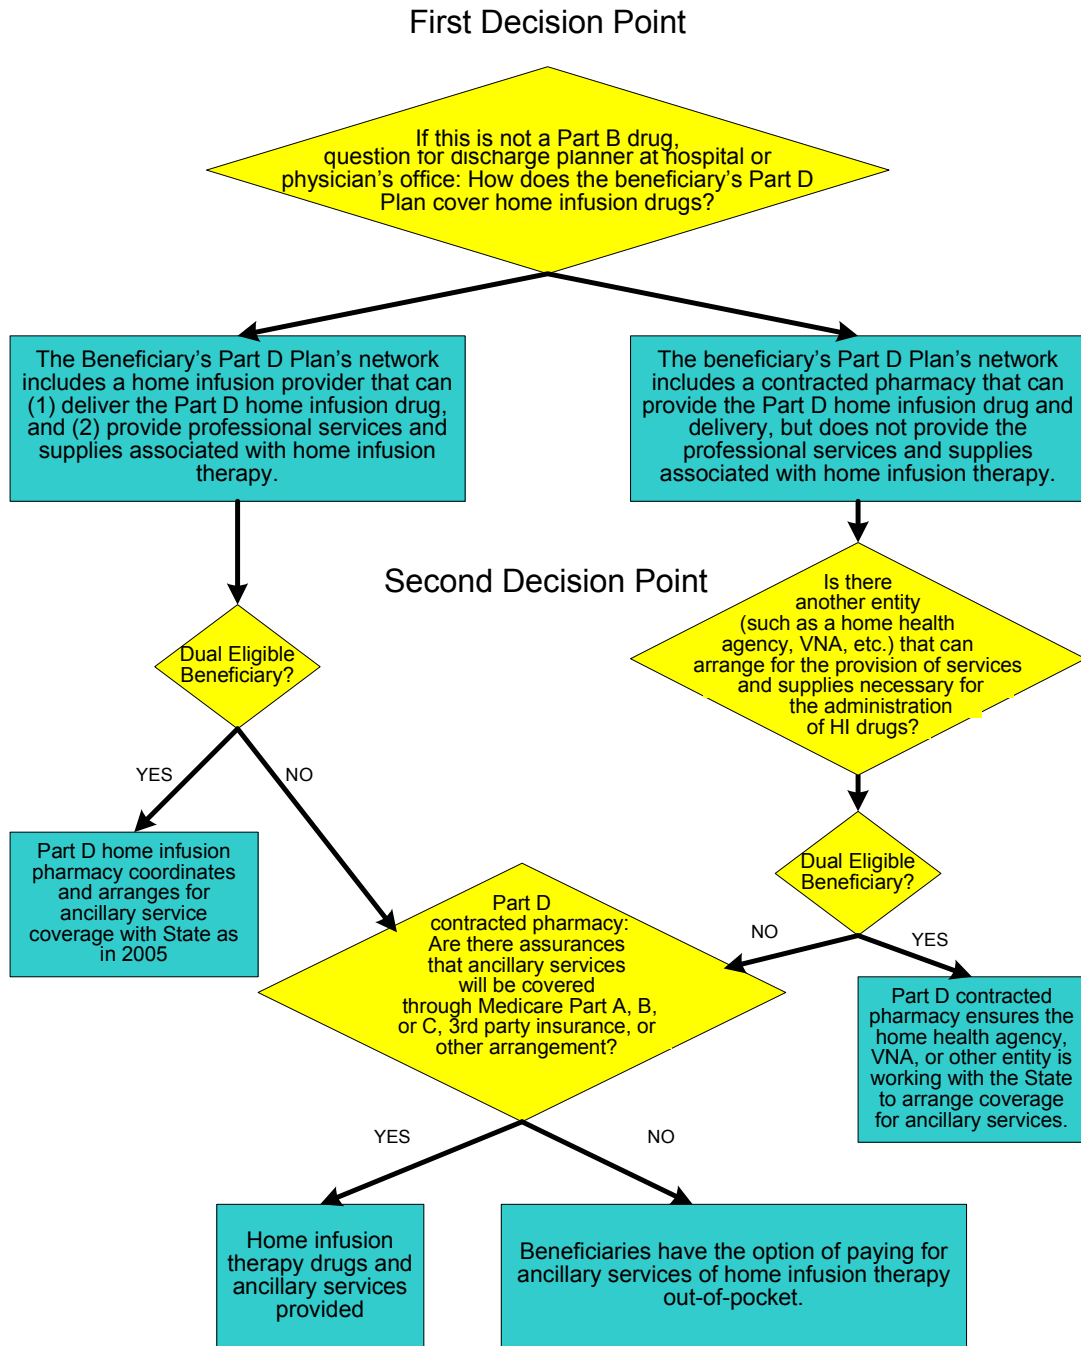 First Decision Point
If this is not a Part B drug,
question for discharge planner at hospital or
physician's office: How does the beneficiary's Part D
Plan cover home infusion drugs?
The Beneficiary's Part D Plan's network
includes a home infusion provider that can
(1) deliver the Part D home infusion drug,
and (2) provide professional services and
supplies associated with home infusion
therapy.
The beneficiary's Part D Plan's network
includes a contracted pharmacy that can
provide the Part D home infusion drug and
delivery, but does not provide the
professional services and supplies
associated with home infusion therapy.
Second Decision Point
Dual Eligible
Beneficiary?
Is there
another entity
(such as a home health
agency, VNA, etc.) that can
arrange for the provision of services
and supplies necessary for
the administration
of HI drugs?
YES
NO
Part D home infusion
pharmacy coordinates
and arranges for
ancillary service
coverage with State as
in 2005
Dual Eligible
Beneficiary?
NO
YES
Part D
contracted pharmacy:
Are there assurances
that ancillary services
will be covered
through Medicare Part A, B,
or C, 3rd party insurance, or
other arrangement?
Part D contracted
pharmacy ensures the
home health agency,
VNA, or other entity is
working with the State
to arrange coverage
for ancillary services.
YES
NO
Home infusion
therapy drugs and
ancillary services
provided
Beneficiaries have the option of paying for
ancillary services of home infusion therapy
out-of-pocket.